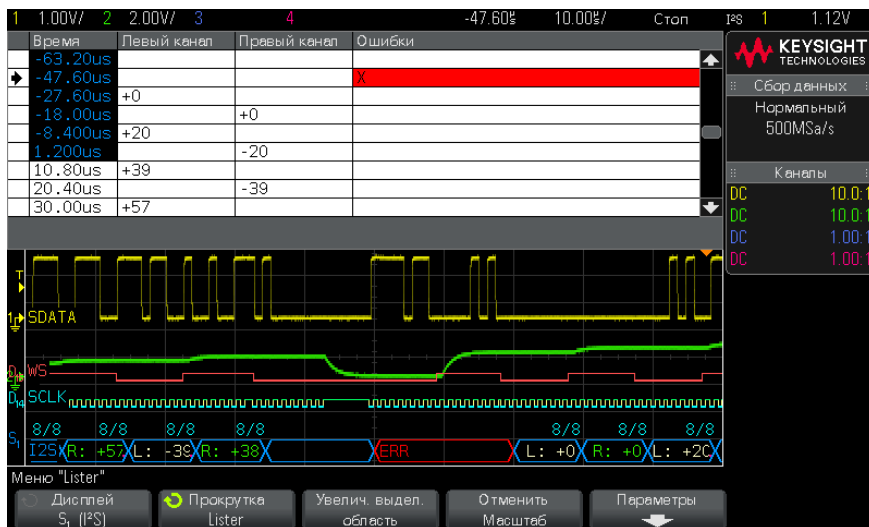 1 1.00V/ 2 2.00V/ 3 4 -47.60s 10.00s/ Стоп I²S 1 1.12V
Время Левый канал Правый канал Ошибки
-63.20us
-47.60us X
-27.60us +0
-18.00us +0
-8.400us +20
1.200us -20
10.80us +39
20.40us -39
30.00us +57
KEYSIGHT
TECHNOLOGIES
Сбор данных
Нормальный
500MSa/s
Каналы
DC 10.0:1
DC 10.0:1
DC 1.00:1
DC 1.00:1
T
1 SDATA
WS
D14 SCLK
8/8 8/8 8/8 8/8 8/8 8/8 8/8
S1 I2S R: +57 L: -39 R: +38 ERR L: +0 R: +0 L: +20
Меню "Lister"
Дисплей
S1 (I²S)
Прокрутка
Lister
Увелич. выдел.
область
Отменить
Масштаб
Параметры